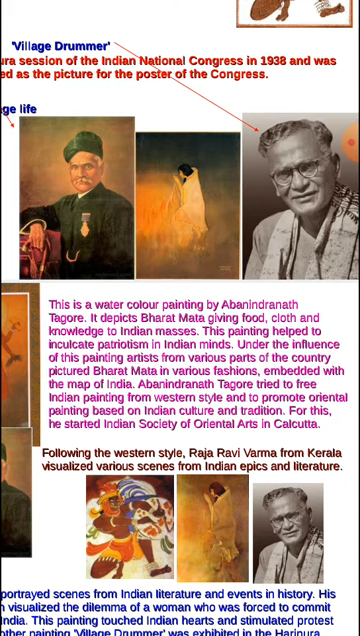 'Village Drummer'
ura session of the Indian National Congress in 1938 and was
ed as the picture for the poster of the Congress.
age life
This is a water colour painting by Abanindranath
Tagore. It depicts Bharat Mata giving food, cloth and
knowledge to Indian masses. This painting helped to
inculcate patriotism in Indian minds. Under the influence
of this painting artists from various parts of the country
pictured Bharat Mata in various fashions, embedded with
the map of India. Abanindranath Tagore tried to free
Indian painting from western style and to promote oriental
painting based on Indian culture and tradition. For this,
he started Indian Society of Oriental Arts in Calcutta.
Following the western style, Raja Ravi Varma from Kerala
visualized various scenes from Indian epics and literature.
portrayed scenes from Indian literature and events in history. His
n visualized the dilemma of a woman who was forced to commit
India. This painting touched Indian hearts and stimulated protest
other painting 'Village Drummer' was exhibited in the Haripura